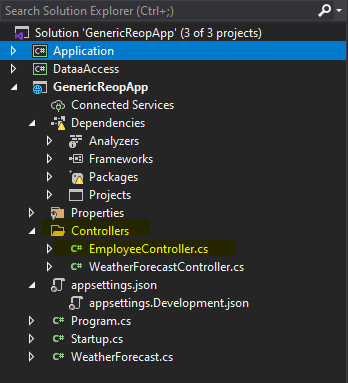 Search Solution Explorer (Ctrl+;)
Solution 'GenericReopApp' (3 of 3 projects)
C# Application
C# DataaAccess
GenericReopApp
Connected Services
Dependencies
Analyzers
Frameworks
Packages
Projects
Properties
Controllers
C# EmployeeController.cs
C# WeatherForecastController.cs
appsettings.json
appsettings.Development.json
C# Program.cs
C# Startup.cs
C# WeatherForecast.cs